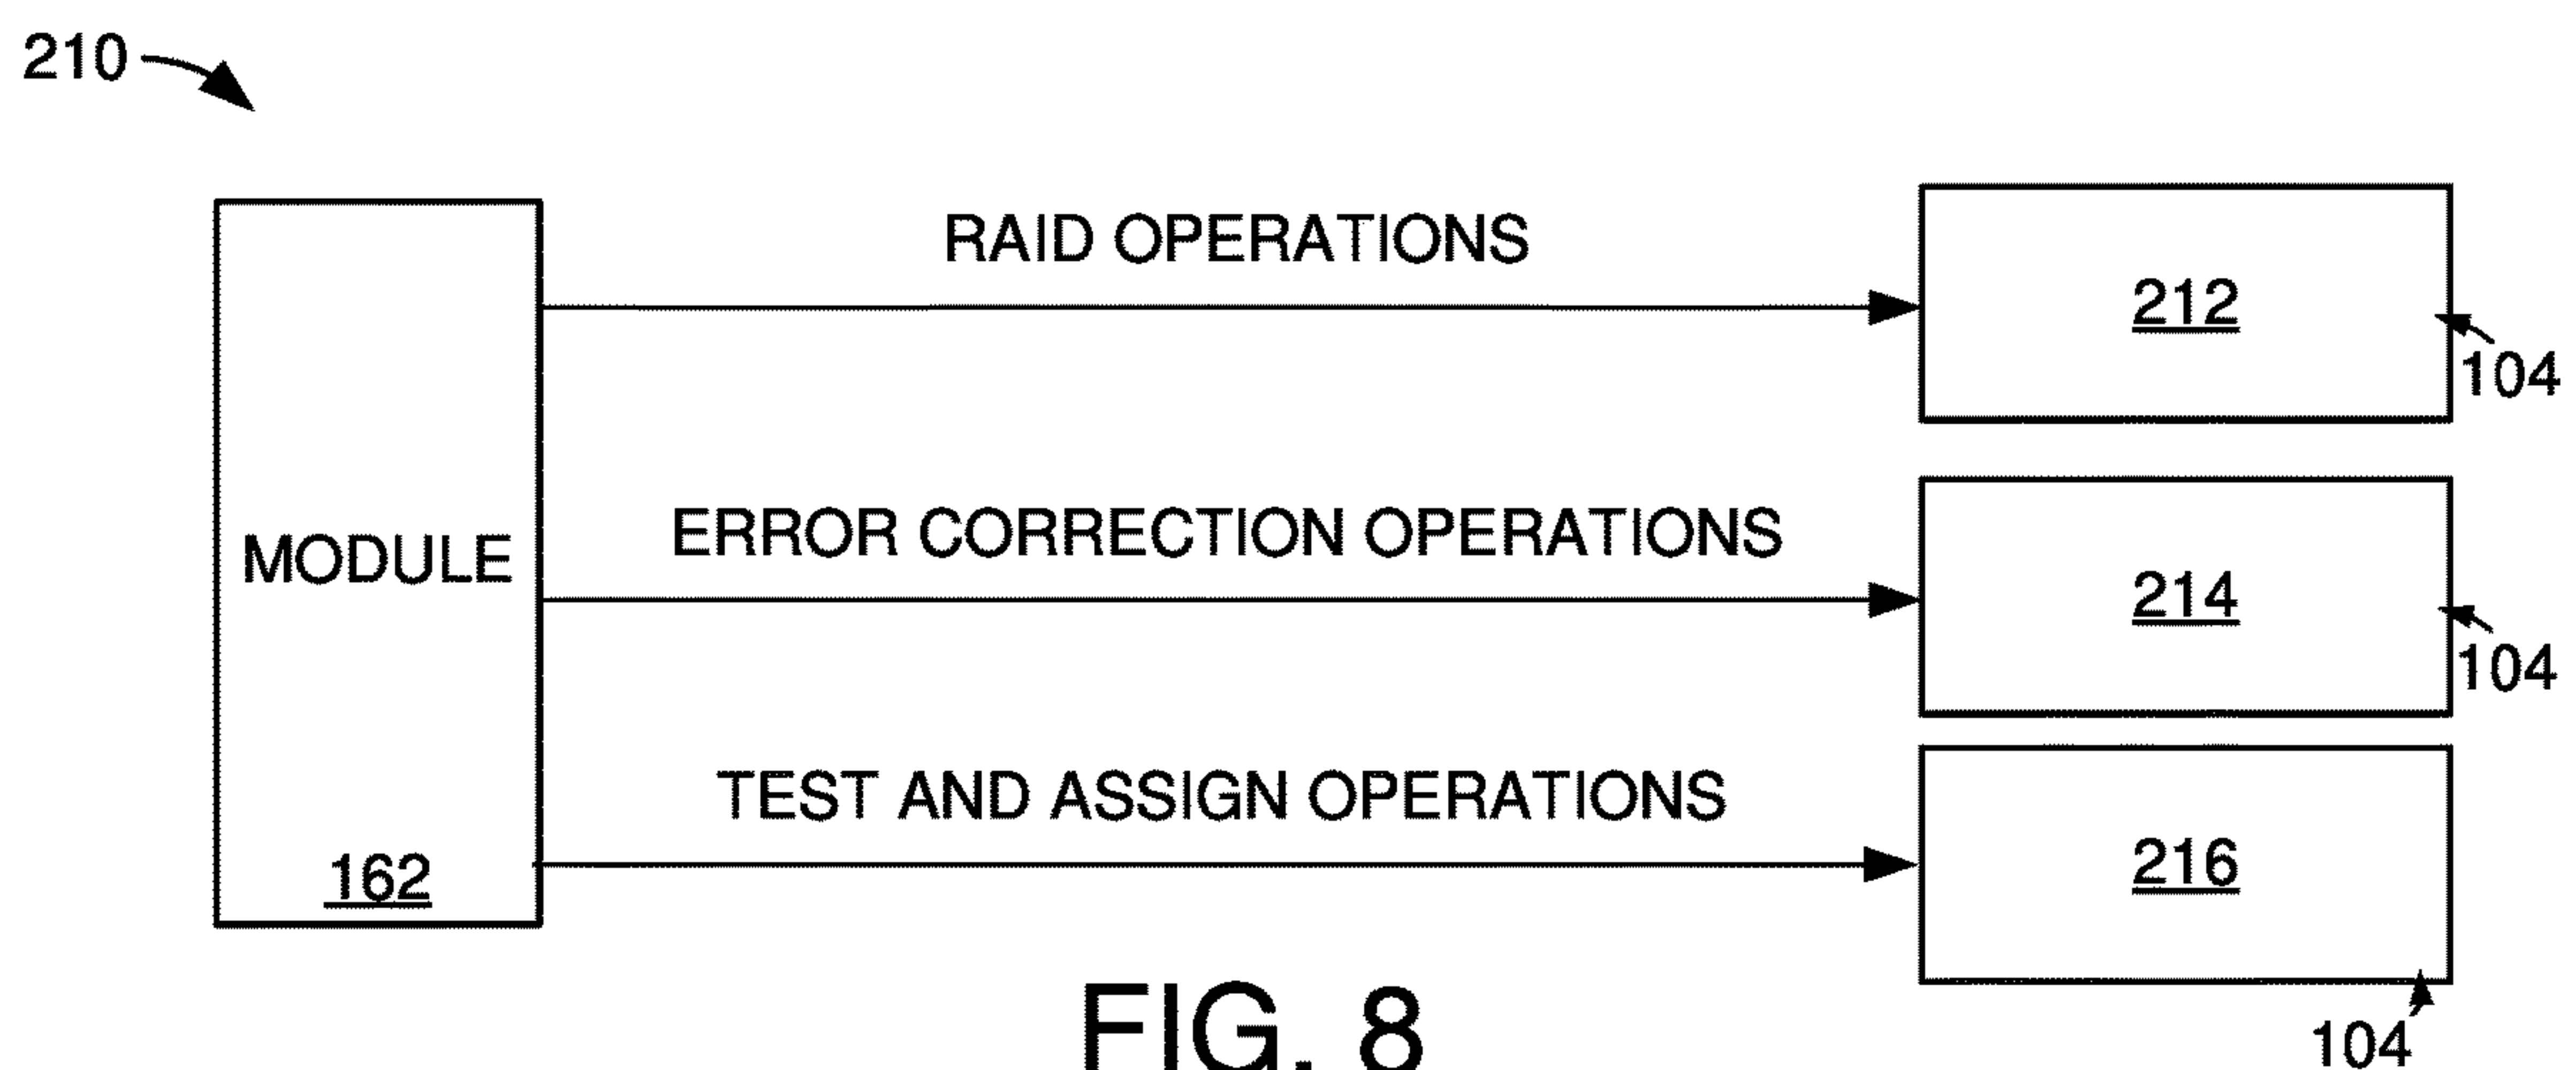 210
RAID OPERATIONS
212
104
MODULE
ERROR CORRECTION OPERATIONS
214
104
TEST AND ASSIGN OPERATIONS
162
216
104
FIG. 8